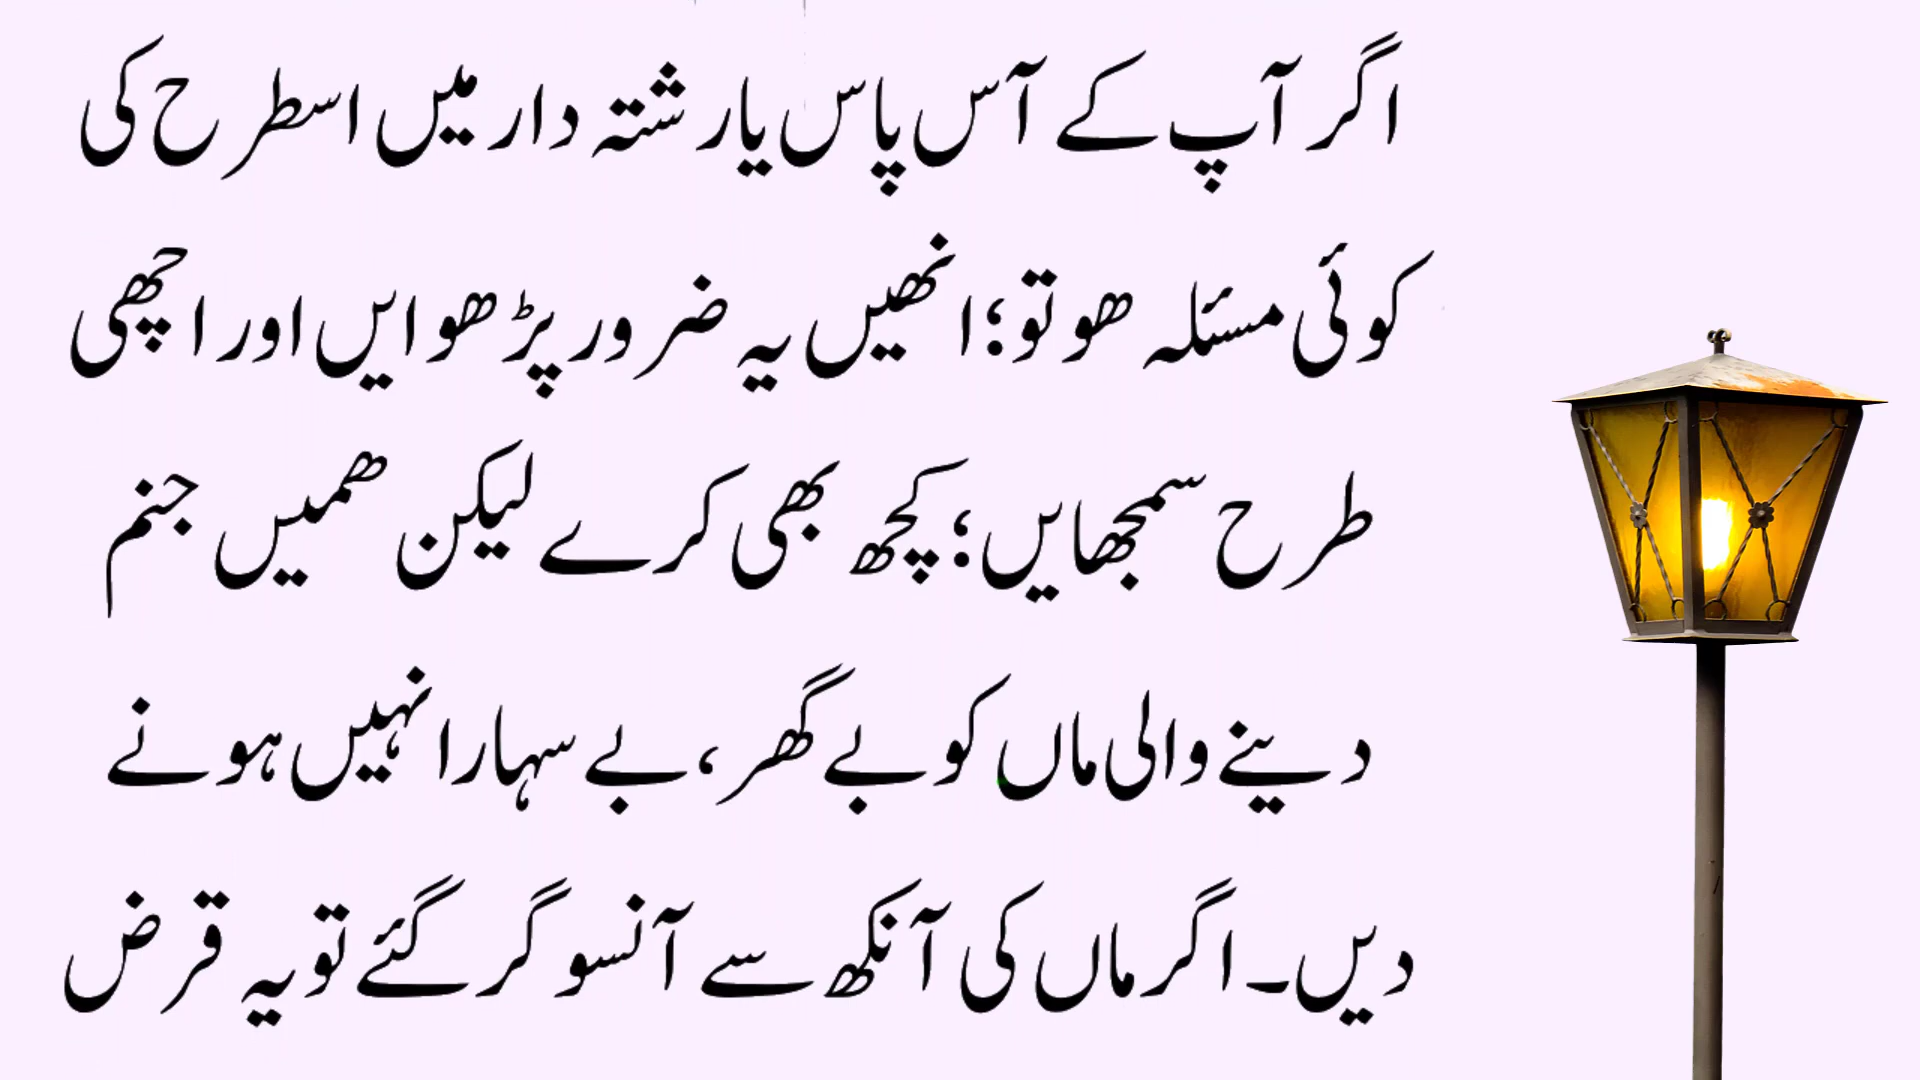 اگر آپ کے آس پاس یا رشتہ دار میں اسطرح کی
کوئی مسئلہ ھو تو؛ انھیں یہ ضرور پڑھوایں اور اچھی
طرح سمجھایں؛ کچھ بھی کرے لیکن ھمیں جنم
دینے والی ماں کو بے گھر، بے سہارا نہیں ہونے
دیں۔ اگر ماں کی آنکھ سے آنسو گر گئے تو یہ قرض